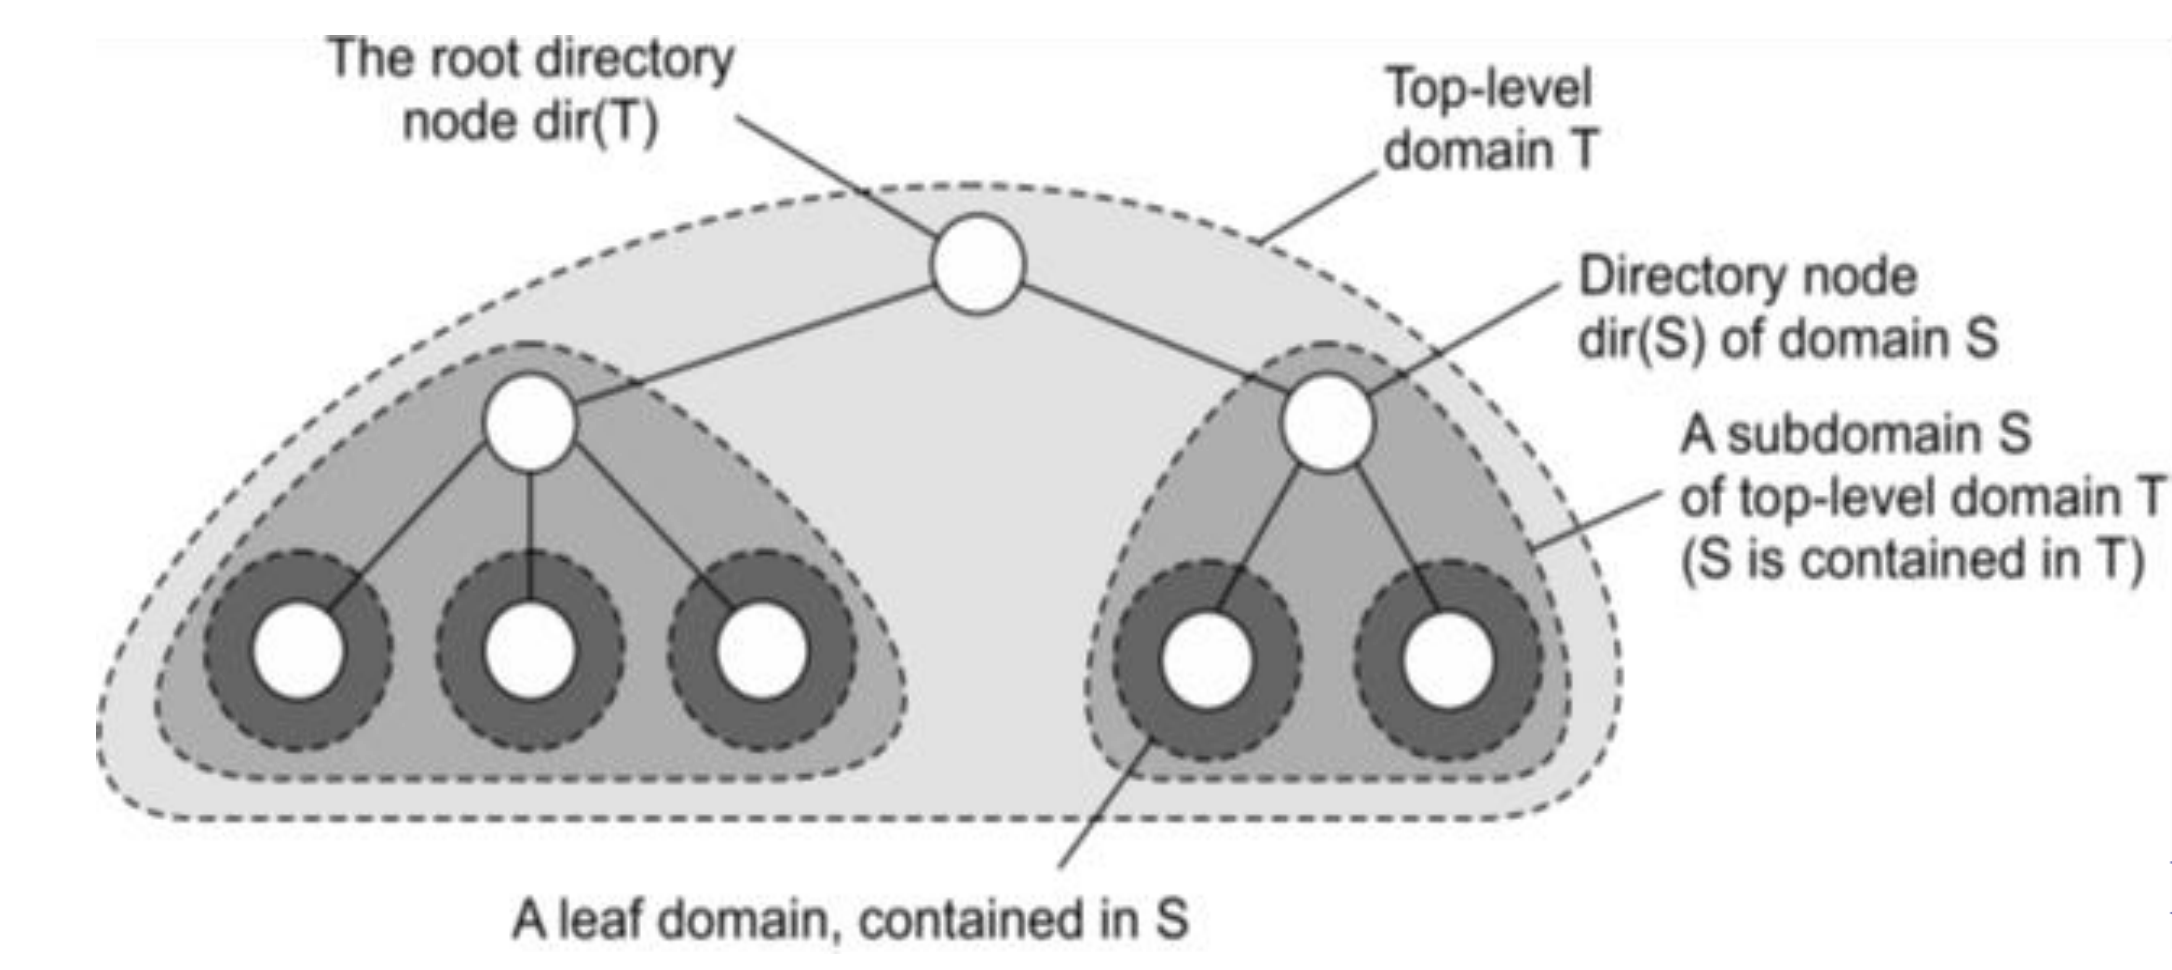 The root directory
node dir(T)
Top-level
domain T
Directory node
dir(S) of domain S
A subdomain S
of top-level domain T
(S is contained in T)
A leaf domain, contained in S